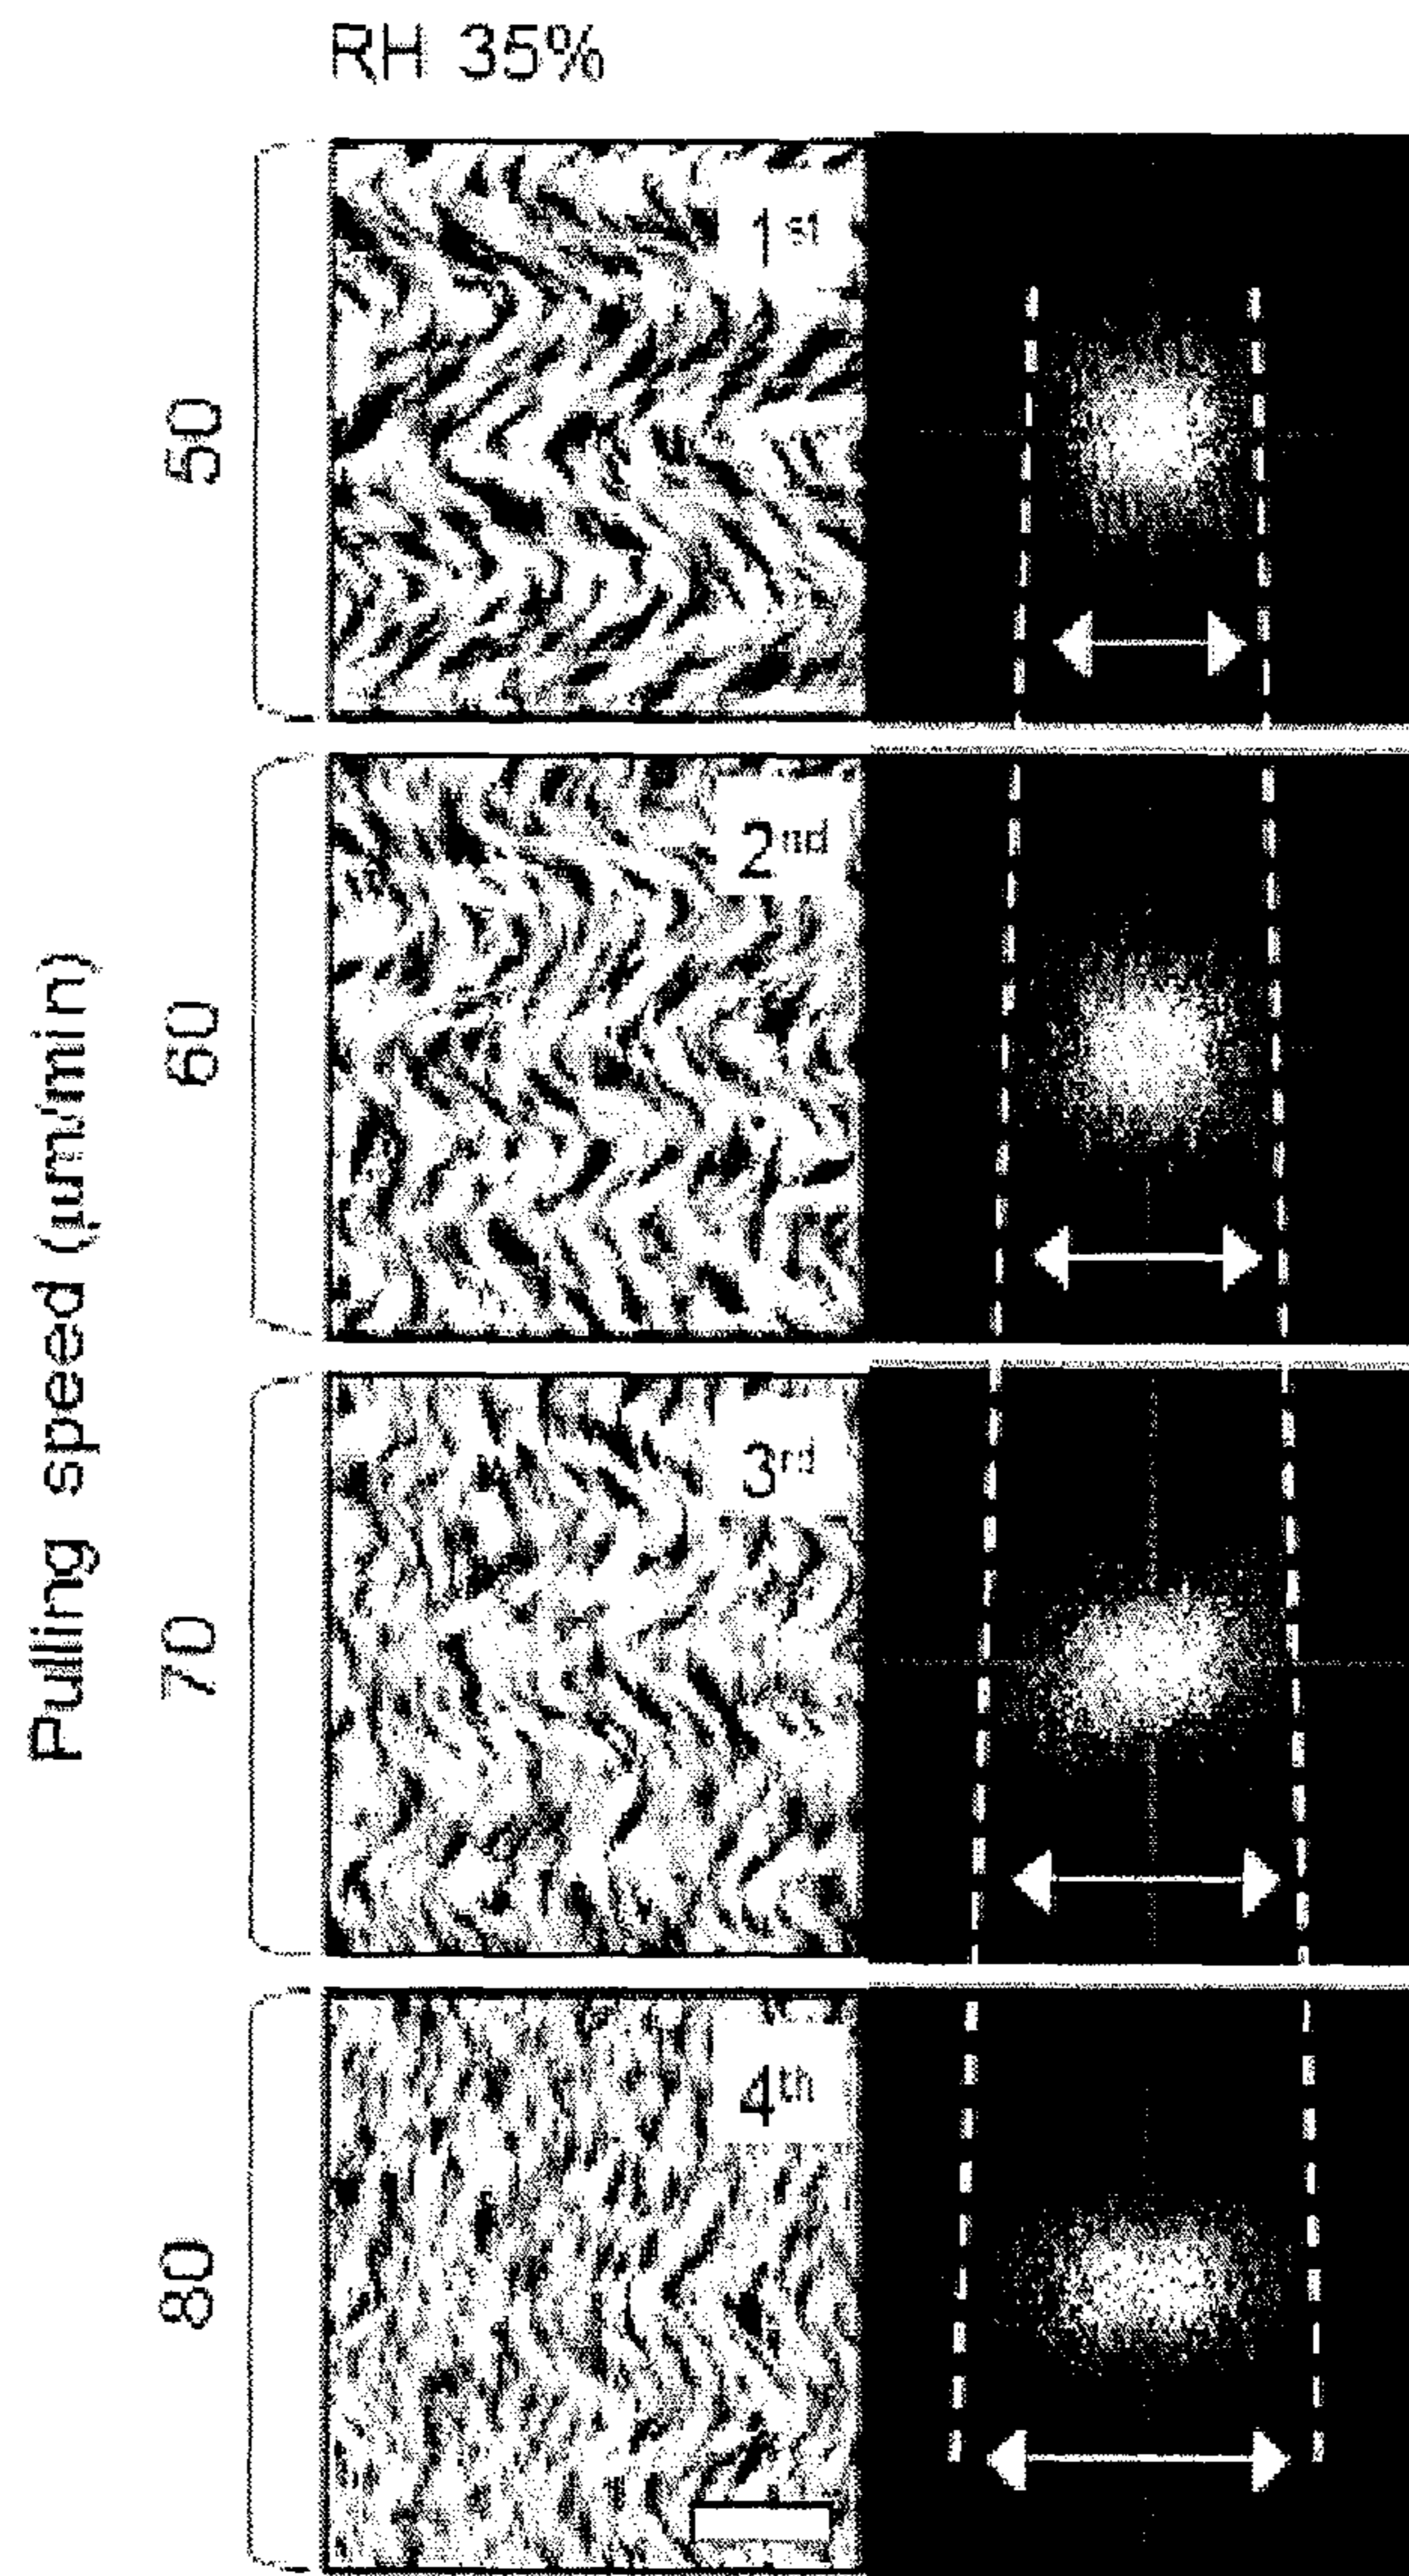 RH 35%
Pulling speed (μm/min)
50
1st
60
2nd
70
3rd
80
4th